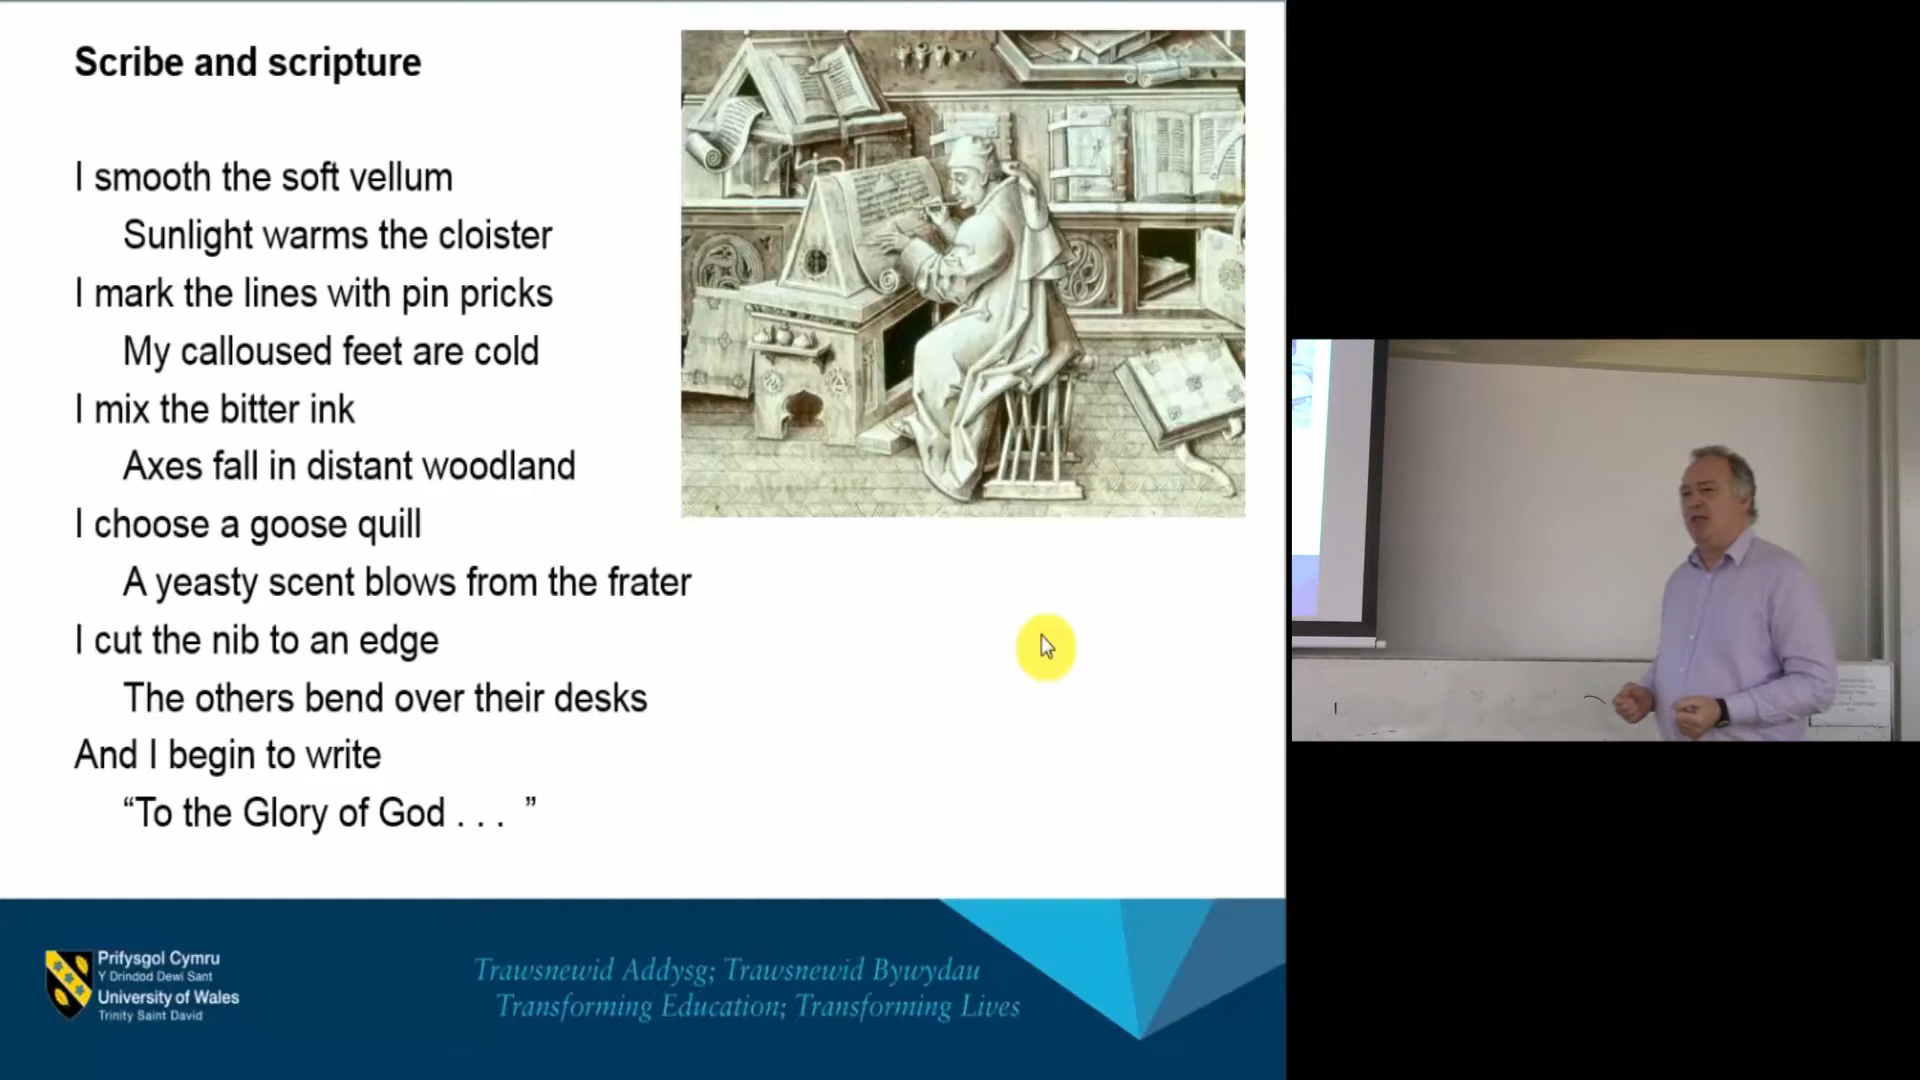 Scribe and scripture
I smooth the soft vellum
Sunlight warms the cloister
I mark the lines with pin pricks
My calloused feet are cold
I mix the bitter ink
Axes fall in distant woodland
I choose a goose quill
A yeasty scent blows from the frater
I cut the nib to an edge
The others bend over their desks
And I begin to write
“To the Glory of God . . .  ”
Prifysgol Cymru
Y Drindod Dewi Sant
University of Wales
Trinity Saint David
Trawsnewid Addysg; Trawsnewid Bywydau
Transforming Education; Transforming Lives